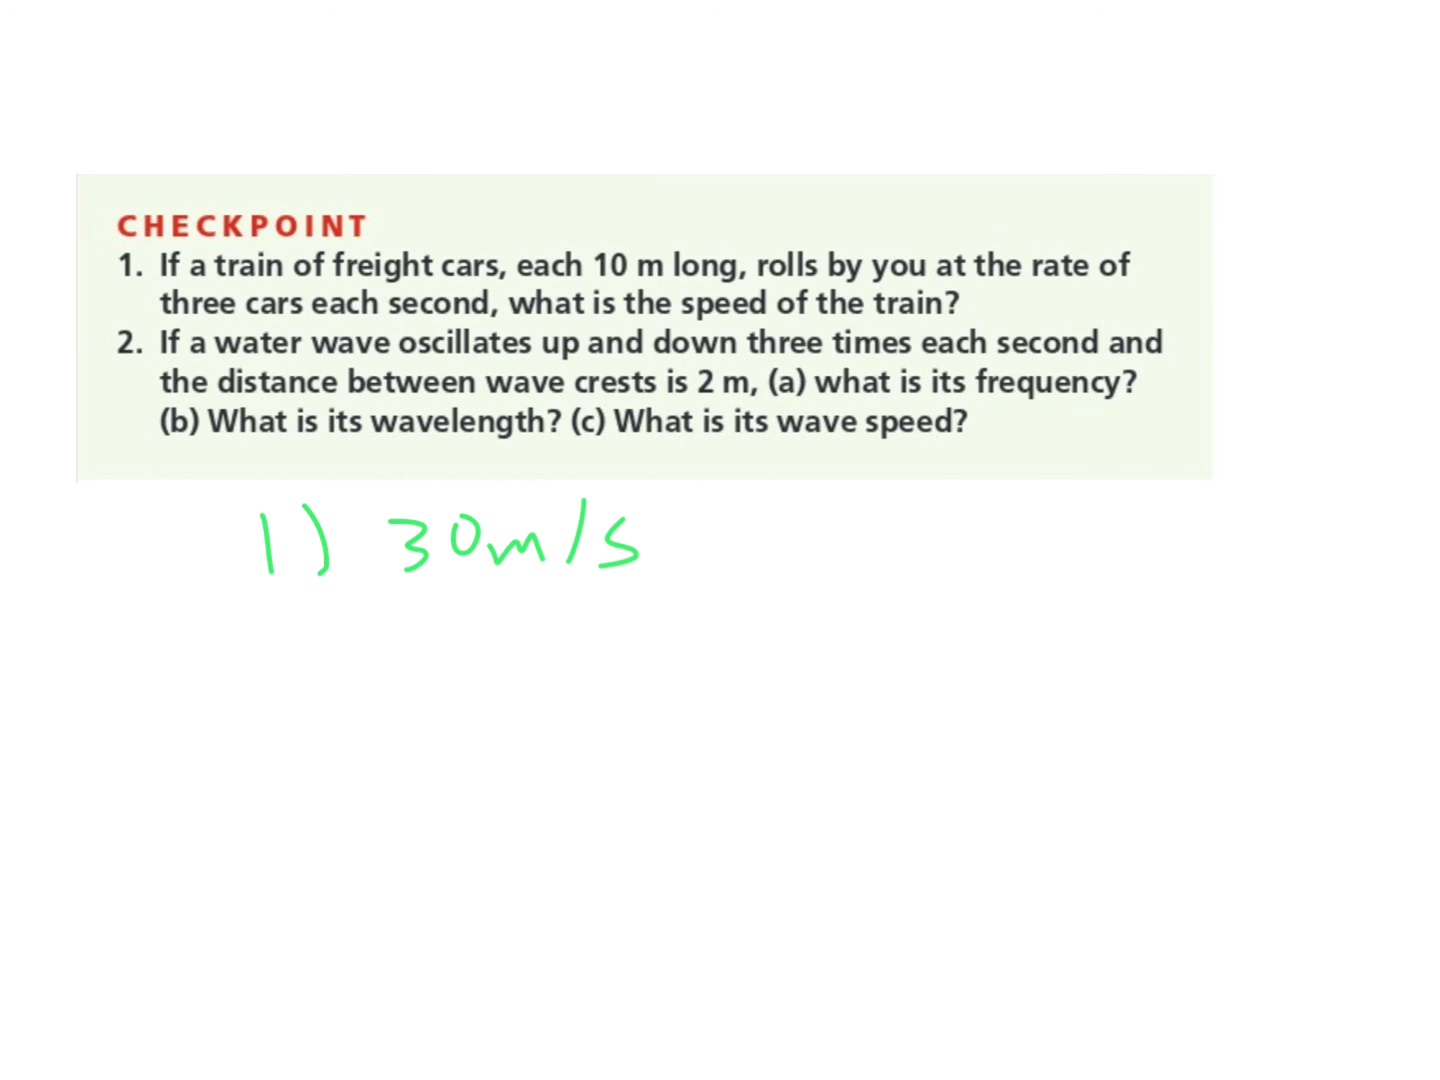 CHECKPOINT
1. If a train of freight cars, each 10 m long, rolls by you at the rate of
three cars each second, what is the speed of the train?
2. If a water wave oscillates up and down three times each second and
the distance between wave crests is 2 m, (a) what is its frequency?
(b) What is its wavelength? (c) What is its wave speed?
1) 30m/s